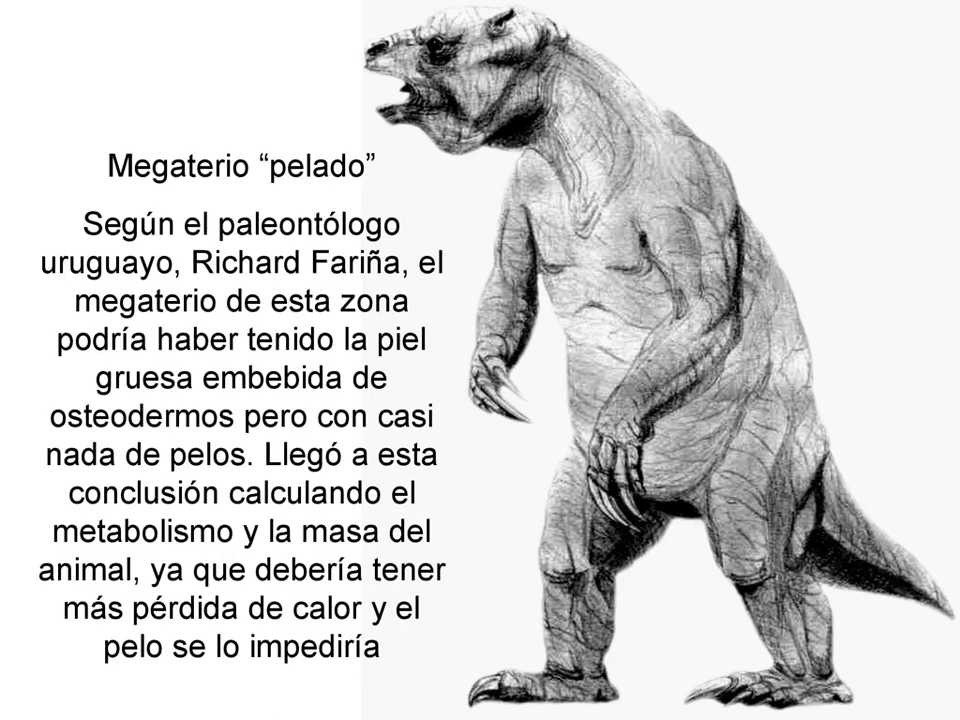 Megaterio “pelado”
Según el paleontólogo
uruguayo, Richard Fariña, el
megaterio de esta zona
podría haber tenido la piel
gruesa embebida de
osteodermos pero con casi
nada de pelos. Llegó a esta
conclusión calculando el
metabolismo y la masa del
animal, ya que debería tener
más pérdida de calor y el
pelo se lo impediría